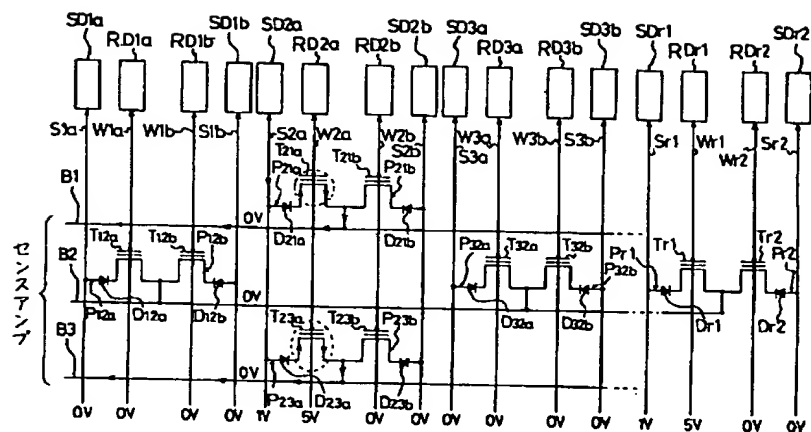 SD1a SD1b SD2a SD2b SD3a SD3b SDr1 SDr2
RD1a RD1b RD2a RD2b RD3a RD3b RDr1 RDr2
S1a W1a W1b S1b S2a W2a W2b S2b S3a W3a W3b S3b Sr1 Wr1 Wr2 Sr2
T21a T21b
P21a P21b
B1 0V
D21a D21b
T12a T12b P12b P32a T32a T32b P32b Pr1 Tr1 Tr2 Pr2
B2 0V
P12a D12a D12b D32a D32b Dr1 Dr2
T23a T23b P23b
B3 0V
P23a D23a D23b
0V 0V 0V 0V 1V 5V 0V 0V 0V 0V 0V 0V 1V 5V 0V 0V
センスアンプ